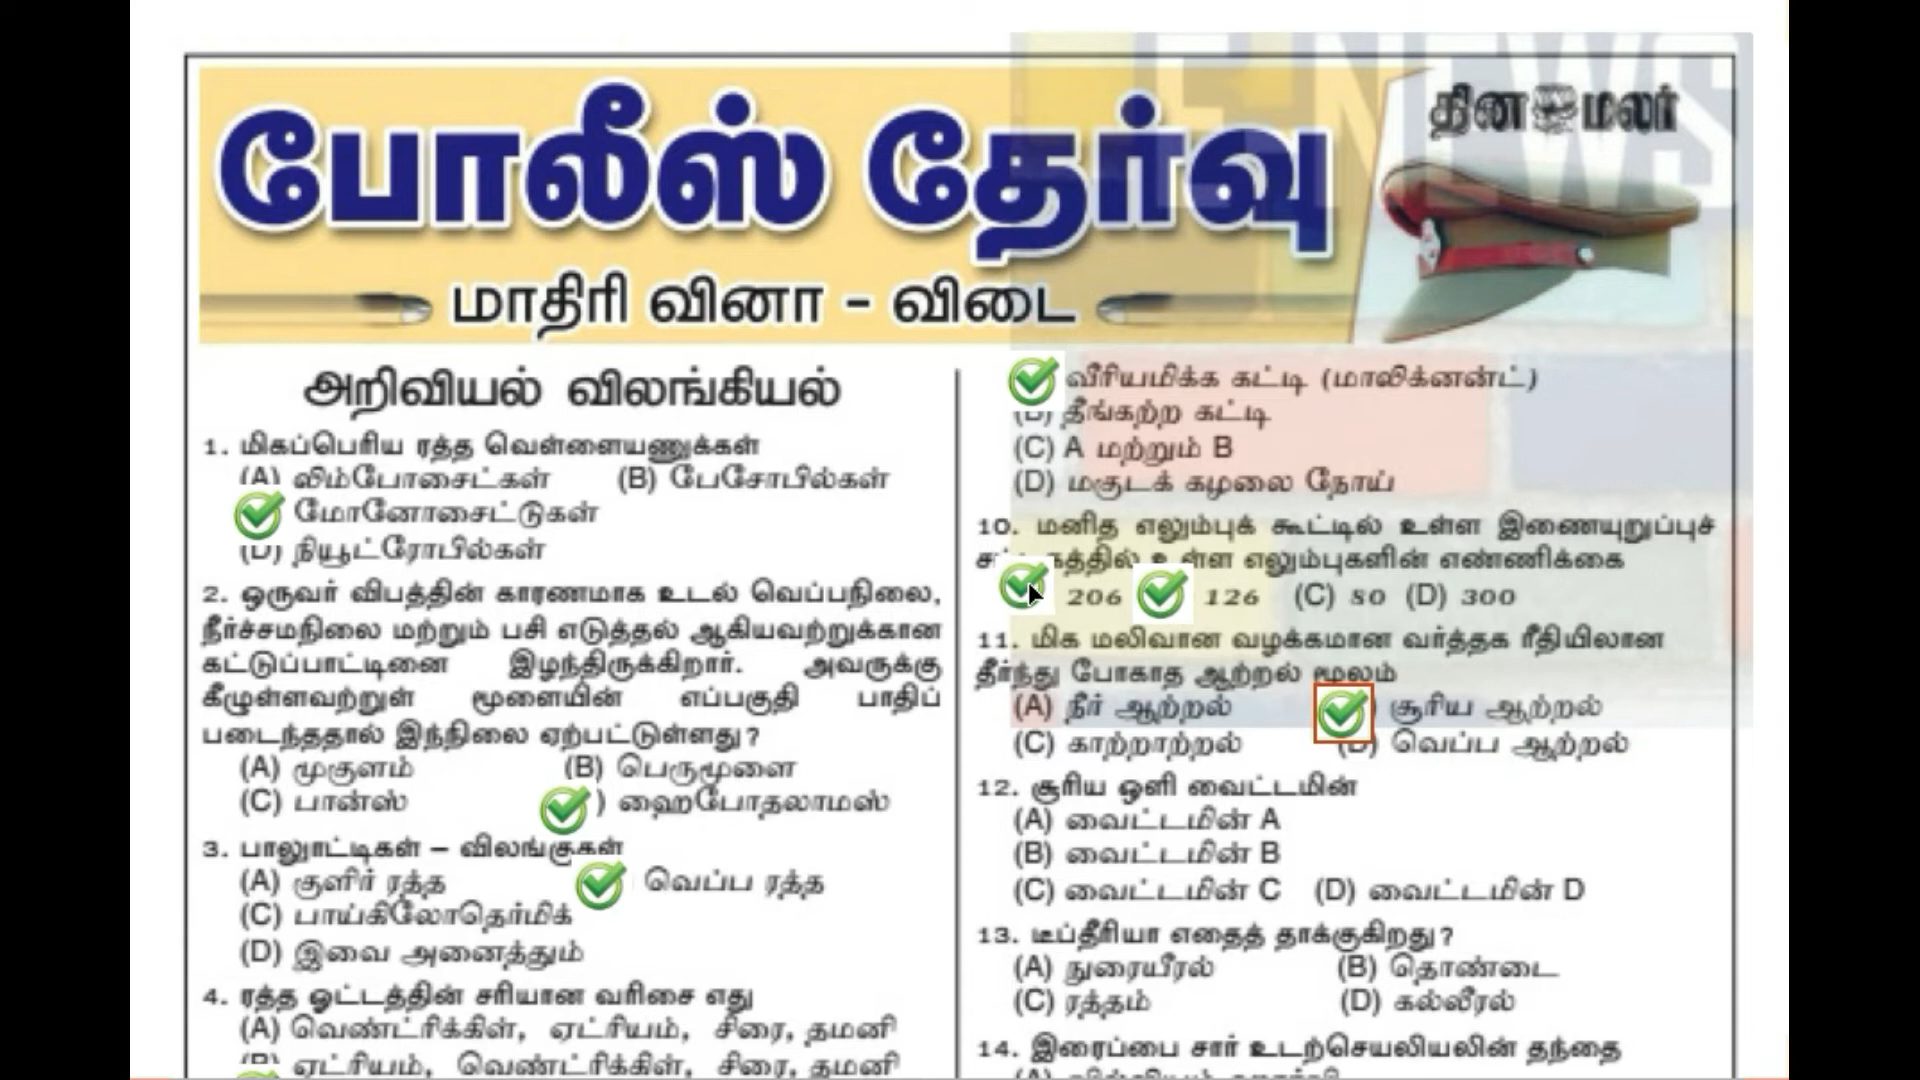 E NEWS
தின மலர்
போலீஸ் தேர்வு
மாதிரி வினா - விடை
அறிவியல் விலங்கியல்
1. மிகப்பெரிய ரத்த வெள்ளையணுக்கள்
(A) லிம்போசைட்கள் (B) பேசோபில்கள்
மோனோசைட்டுகள்
(D) நியூட்ரோபில்கள்
2. ஒருவர் விபத்தின் காரணமாக உடல் வெப்பநிலை,
நீர்ச்சமநிலை மற்றும் பசி எடுத்தல் ஆகியவற்றுக்கான
கட்டுப்பாட்டினை இழந்திருக்கிறார். அவருக்கு
கீழுள்ளவற்றுள் மூளையின் எப்பகுதி பாதிப்
படைந்ததால் இந்நிலை ஏற்பட்டுள்ளது?
(A) முகுளம் (B) பெருமூளை
(C) பான்ஸ் ) ஹைபோதலாமஸ்
3. பாலூட்டிகள் – விலங்குகள்
(A) குளிர் ரத்த வெப்ப ரத்த
(C) பாய்கிலோதெர்மிக்
(D) இவை அனைத்தும்
4. ரத்த ஓட்டத்தின் சரியான வரிசை எது
(A) வெண்ட்ரிக்கிள், ஏட்ரியம், சிரை, தமனி
(B) ஏட்ரியம், வெண்ட்ரிக்கிள், சிரை, தமனி
வீரியமிக்க கட்டி (மாலிக்னன்ட்)
(B) தீங்கற்ற கட்டி
(C) A மற்றும் B
(D) மகுடக் கழலை நோய்
10. மனித எலும்புக் கூட்டில் உள்ள இணையுறுப்புச்
உள்ள எலும்புகளின் எண்ணிக்கை
206 126 (C) 80 (D) 300
11. மிக மலிவான வழக்கமான வர்த்தக ரீதியிலான
தீர்ந்து போகாத ஆற்றல் மூலம்
(A) நீர் ஆற்றல் ) சூரிய ஆற்றல்
(C) காற்றாற்றல் (D) வெப்ப ஆற்றல்
12. சூரிய ஒளி வைட்டமின்
(A) வைட்டமின் A
(B) வைட்டமின் B
(C) வைட்டமின் C (D) வைட்டமின் D
13. டீப்தீரியா எதைத் தாக்குகிறது?
(A) நுரையீரல் (B) தொண்டை
(C) ரத்தம் (D) கல்லீரல்
14. இரைப்பை சார் உடற்செயலியலின் தந்தை